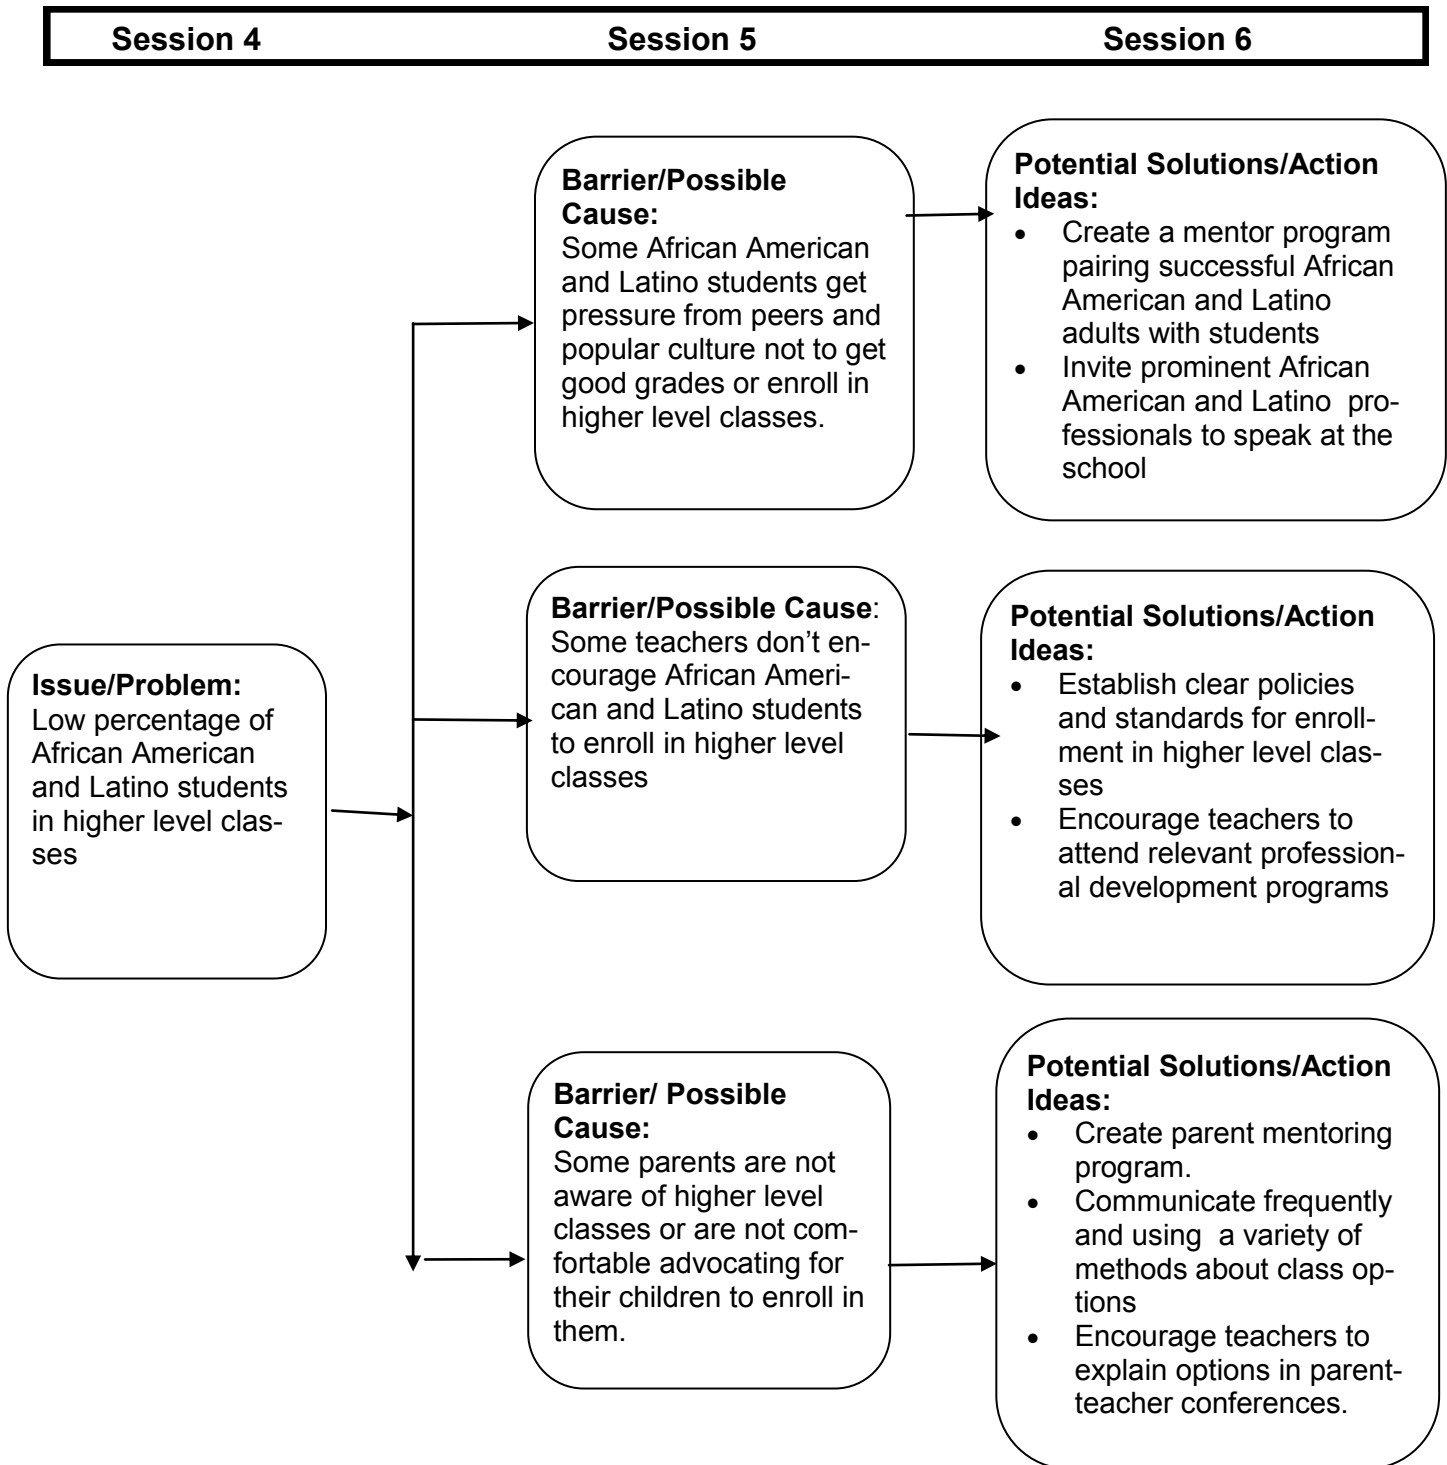 Session 4 Session 5 Session 6
Issue/Problem:
Low percentage of
African American
and Latino students
in higher level clas-
ses
Barrier/Possible
Cause:
Some African American
and Latino students get
pressure from peers and
popular culture not to get
good grades or enroll in
higher level classes.
Potential Solutions/Action
Ideas:
• Create a mentor program
pairing successful African
American and Latino
adults with students
• Invite prominent African
American and Latino pro-
fessionals to speak at the
school
Barrier/Possible Cause:
Some teachers don’t en-
courage African Ameri-
can and Latino students
to enroll in higher level
classes
Potential Solutions/Action
Ideas:
• Establish clear policies
and standards for enroll-
ment in higher level clas-
ses
• Encourage teachers to
attend relevant profession-
al development programs
Barrier/ Possible
Cause:
Some parents are not
aware of higher level
classes or are not com-
fortable advocating for
their children to enroll in
them.
Potential Solutions/Action
Ideas:
• Create parent mentoring
program.
• Communicate frequently
and using a variety of
methods about class op-
tions
• Encourage teachers to
explain options in parent-
teacher conferences.